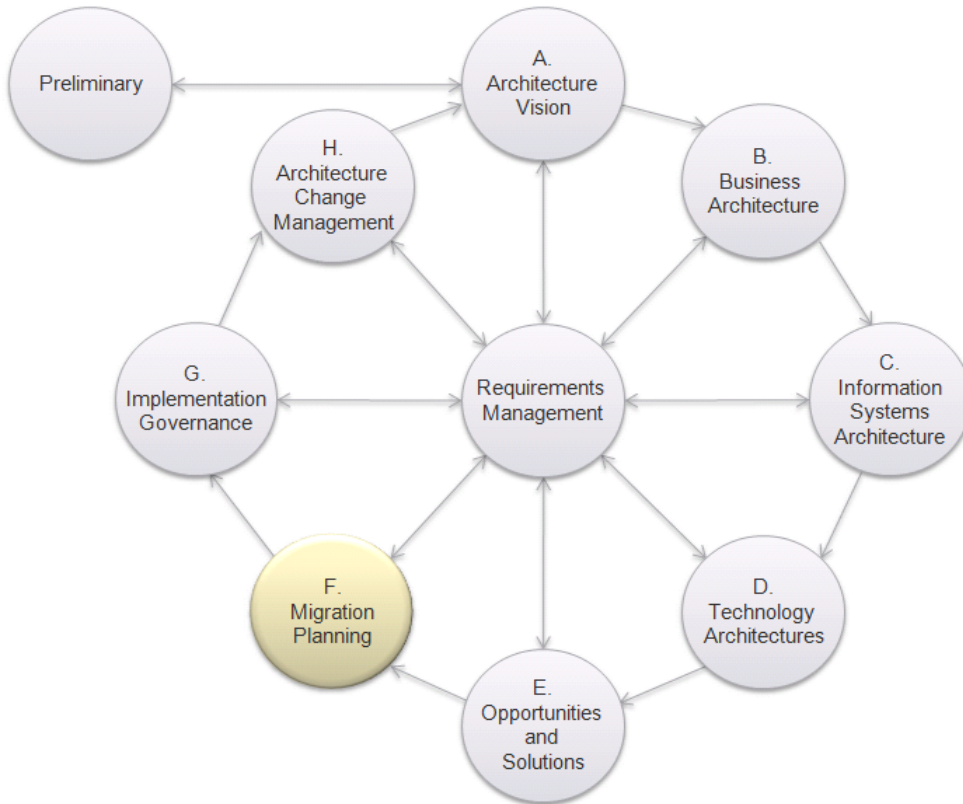 Preliminary
A.
Architecture
Vision
B.
Business
Architecture
C.
Information
Systems
Architecture
D.
Technology
Architectures
E.
Opportunities
and
Solutions
F.
Migration
Planning
G.
Implementation
Governance
H.
Architecture
Change
Management
Requirements
Management